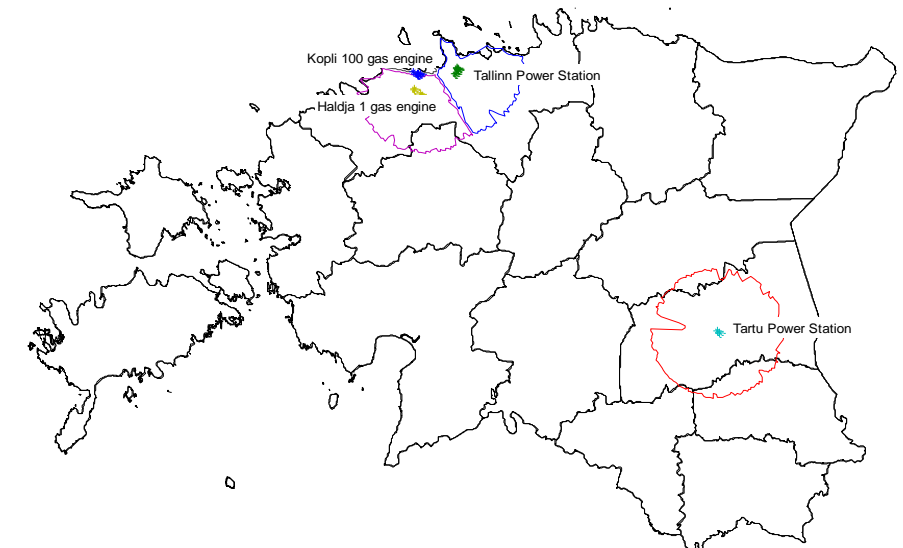 Kopli 100 gas engine
Tallinn Power Station
Haldja 1 gas engine
Tartu Power Station